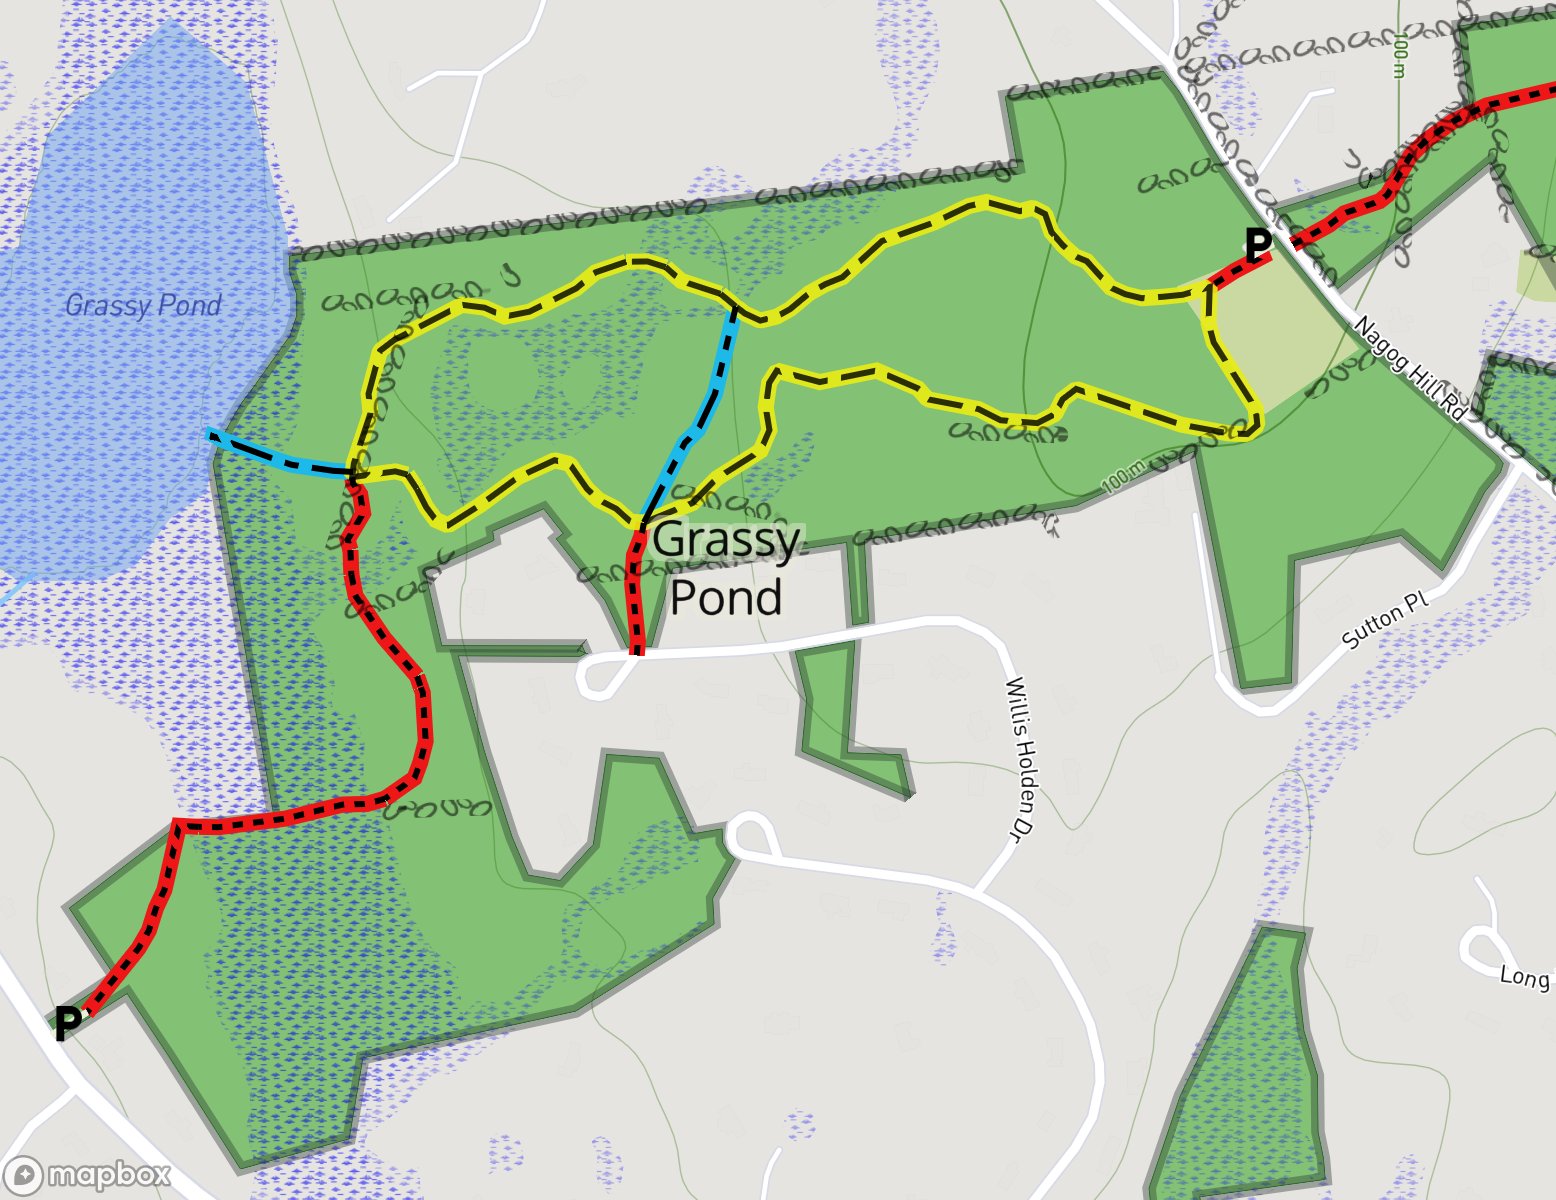 100 m
P
Grassy Pond
Nagog Hill Rd
100 m
Grassy
Pond
Sutton Pl
Willis Holden Dr
Long
P
mapbox